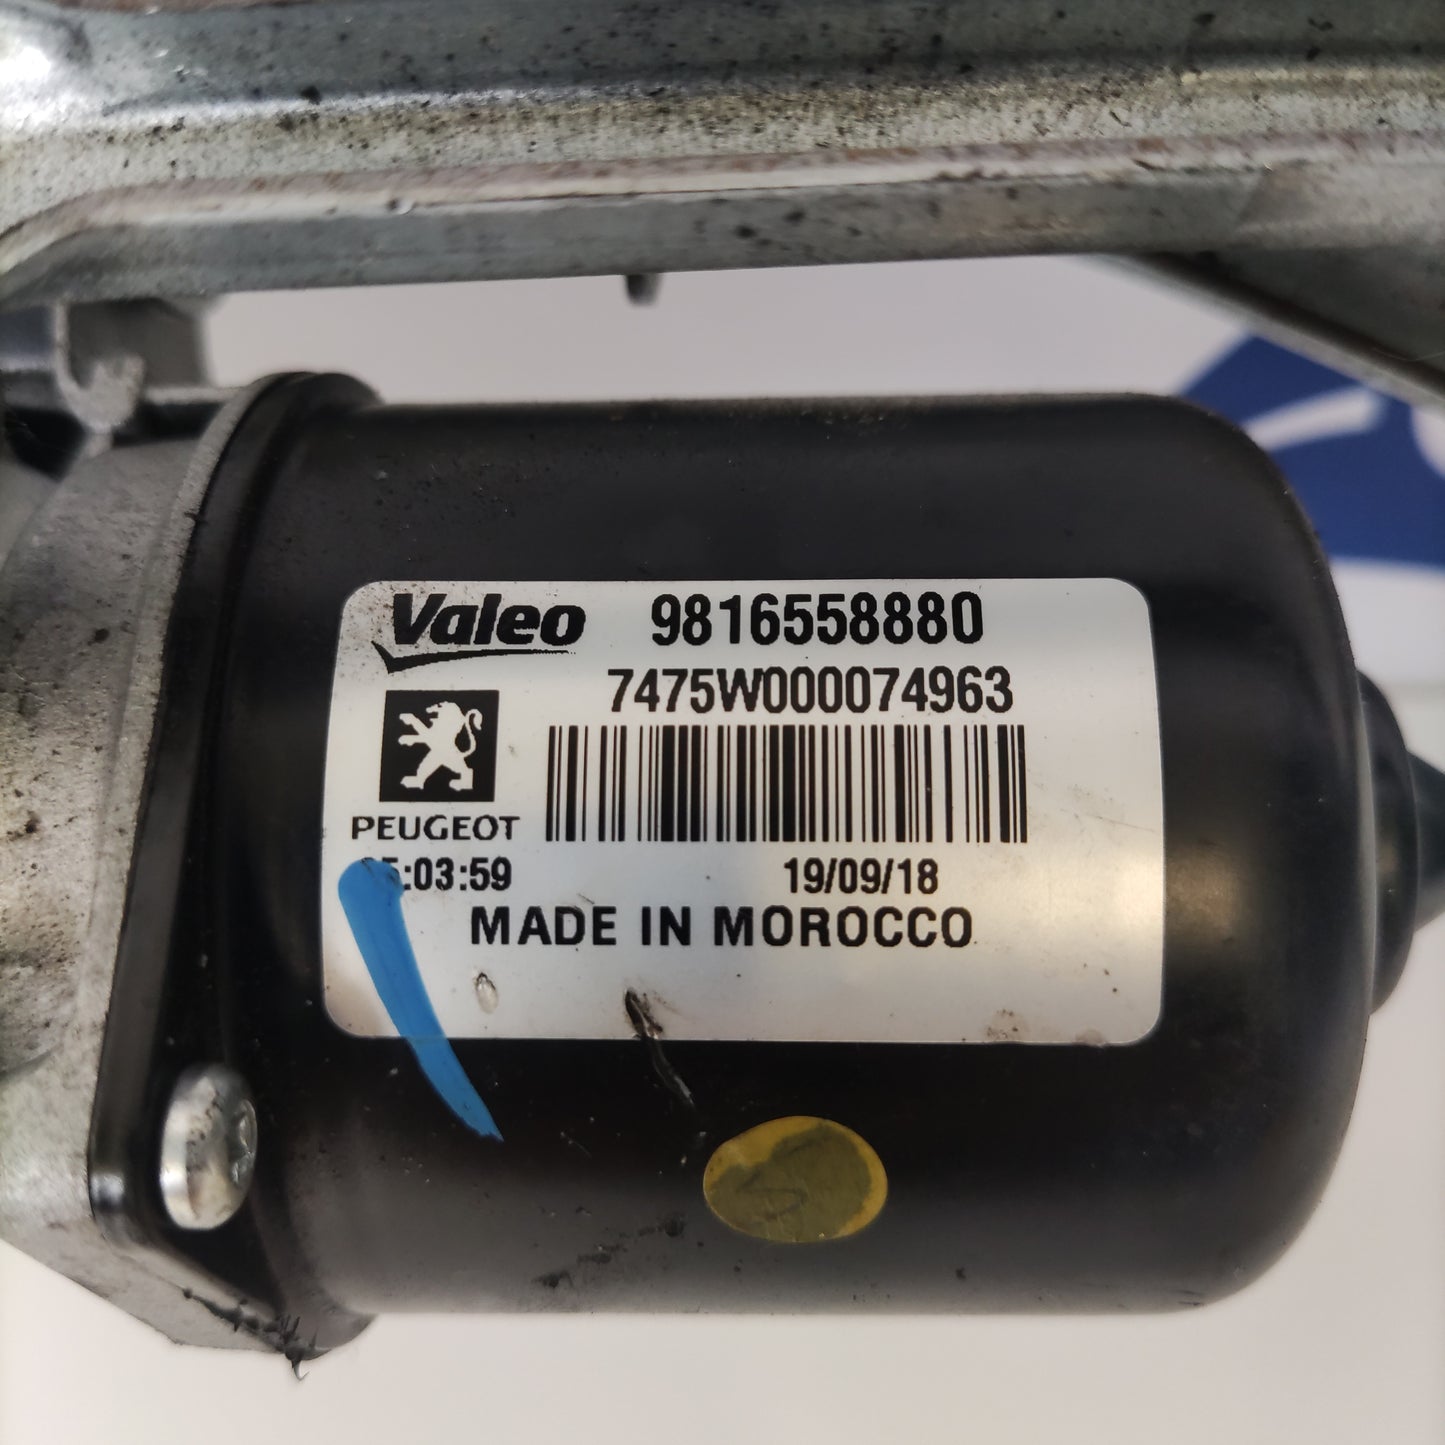 Valeo 9816558880
7475W000074963
PEUGEOT
:03:59 19/09/18
MADE IN MOROCCO